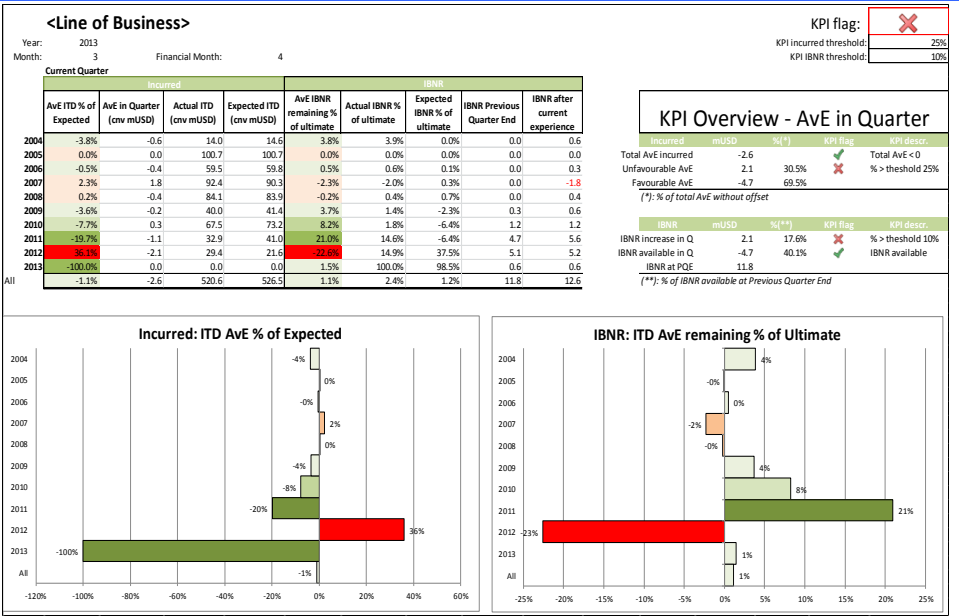 <Line of Business>
KPI flag:
Year: 2013
KPI incurred threshold: 25%
Month: 3 Financial Month: 4
KPI IBNR threshold: 10%
Current Quarter
Incurred IBNR
AvE ITD % of Expected AvE in Quarter (cnv mUSD) Actual ITD (cnv mUSD) Expected ITD (cnv mUSD) AvE IBNR remaining % of ultimate Actual IBNR % of ultimate Expected IBNR % of ultimate IBNR Previous Quarter End IBNR after current experience
2004 -3.8% -0.6 14.0 14.6 3.8% 3.9% 0.0% 0.0 0.6
2005 0.0% 0.0 100.7 100.7 0.0% 0.0% 0.0% 0.0 0.0
2006 -0.5% -0.4 59.5 59.8 0.5% 0.6% 0.1% 0.0 0.3
2007 2.3% 1.8 92.4 90.3 -2.3% -2.0% 0.3% 0.0 -1.8
2008 0.2% -0.4 84.1 83.9 -0.2% 0.4% 0.7% 0.0 0.4
2009 -3.6% -0.2 40.0 41.4 3.7% 1.4% -2.3% 0.3 0.6
2010 -7.7% 0.3 67.5 73.2 8.2% 1.8% -6.4% 1.2 1.2
2011 -19.7% -1.1 32.9 41.0 21.0% 14.6% -6.4% 4.7 5.6
2012 36.1% -2.1 29.4 21.6 -22.6% 14.9% 37.5% 5.1 5.2
2013 -100.0% 0.0 0.0 0.0 1.5% 100.0% 98.5% 0.6 0.6
All -1.1% -2.6 520.6 526.5 1.1% 2.4% 1.2% 11.8 12.6
KPI Overview - AvE in Quarter
Incurred mUSD %(*) KPI flag KPI descr.
Total AvE incurred -2.6 Total AvE<0
Unfavourable AvE 2.1 30.5% % > theshold 25%
Favourable AvE -4.7 69.5%
(*): % of total AvE without offset
IBNR mUSD %(**) KPI flag KPI descr.
IBNR increase in Q 2.1 17.6% % > theshold 10%
IBNR available in Q -4.7 40.1% IBNR available
IBNR at PQE 11.8
(**): % of IBNR available at Previous Quarter End
Incurred: ITD AvE % of Expected
2004 -4%
2005 0%
2006 -0%
2007 2%
2008 0%
2009 -4%
2010 -8%
2011 -20%
2012 36%
2013 -100%
All -1%
-120% -100% -80% -60% -40% -20% 0% 20% 40% 60%
IBNR: ITD AvE remaining % of Ultimate
2004 4%
2005 -0%
2006 0%
2007 -2%
2008 -0%
2009 4%
2010 8%
2011 21%
2012 -23%
2013 1%
All 1%
-25% -20% -15% -10% -5% 0% 5% 10% 15% 20% 25%